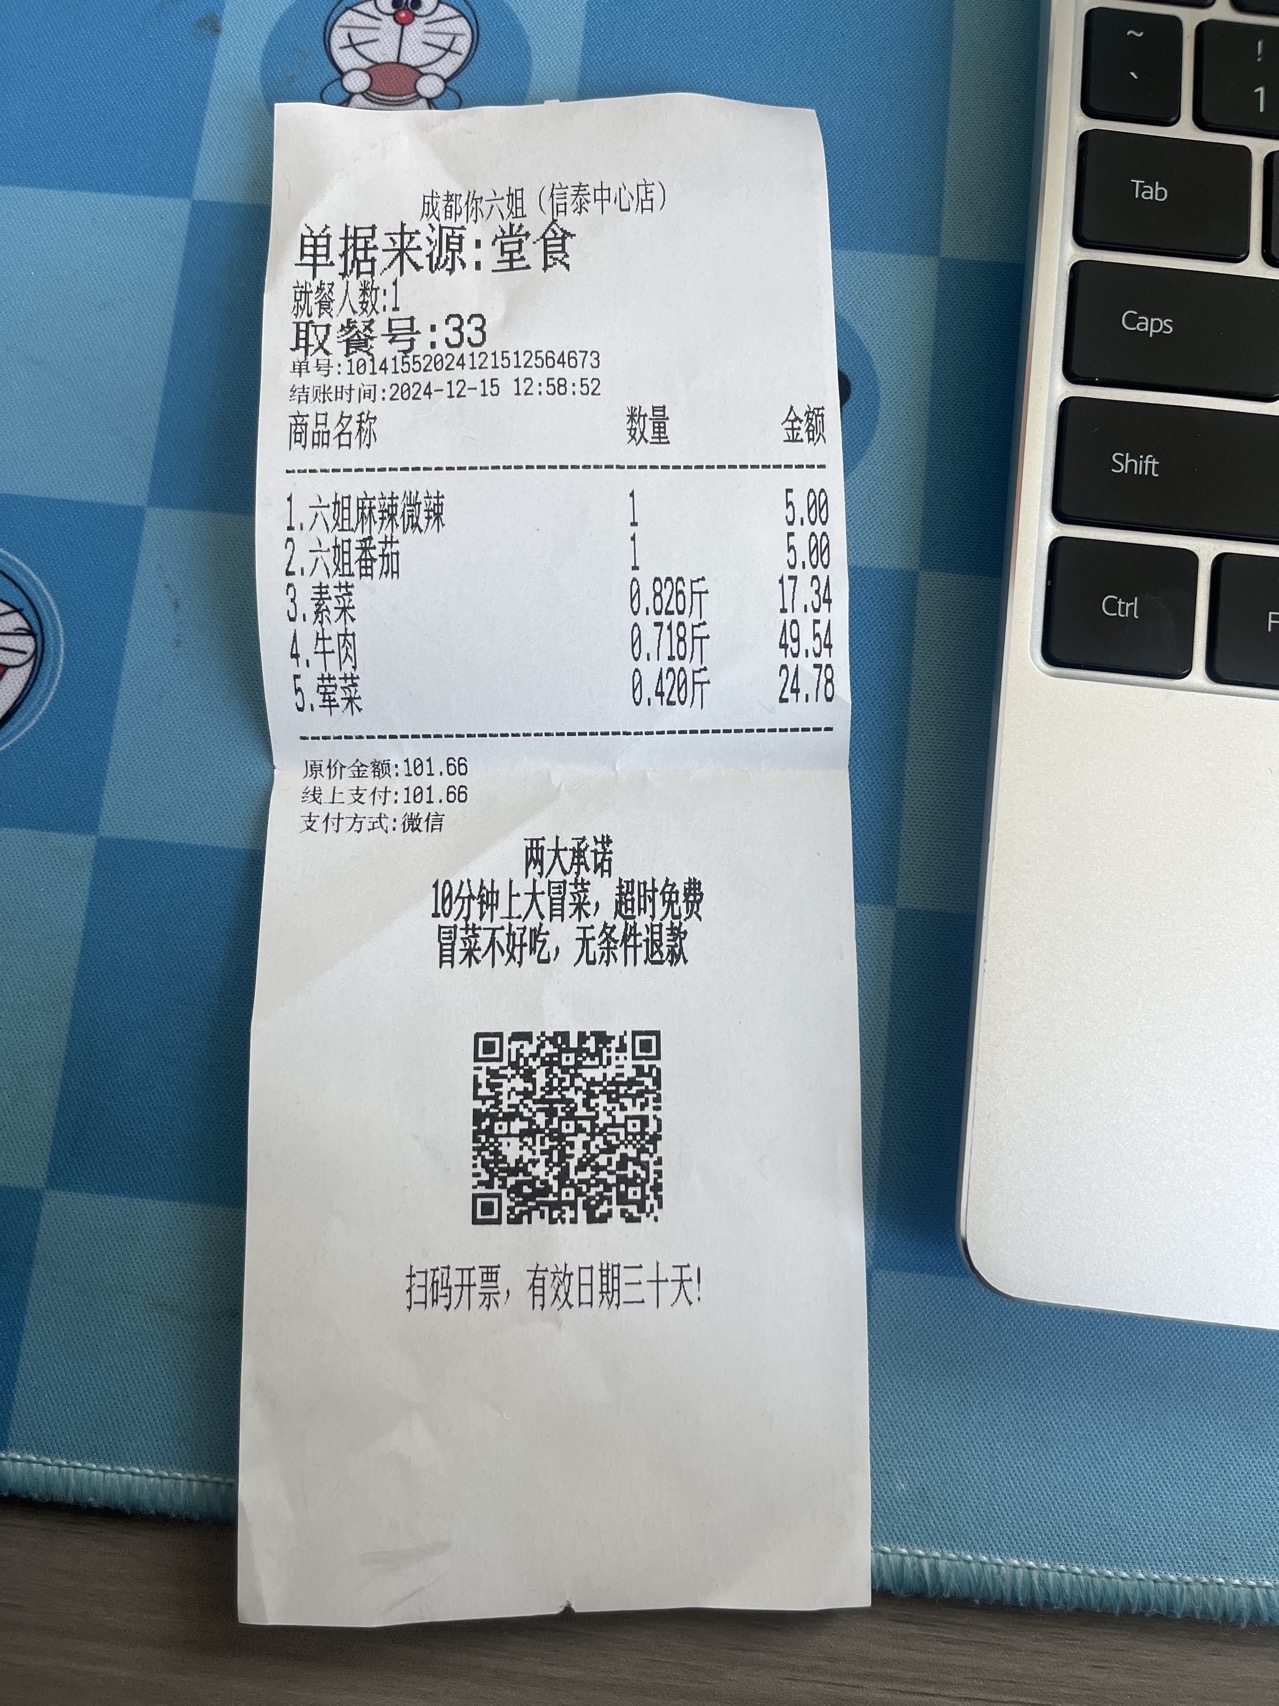 成都你六姐（信泰中心店）
单据来源:堂食
就餐人数:1
取餐号:33
单号:10141552024121512564673
结账时间:2024-12-15 12:58:52
商品名称 数量 金额
1.六姐麻辣微辣 1 5.00
2.六姐番茄 1 5.00
3.素菜 0.826斤 17.34
4.牛肉 0.718斤 49.54
5.荤菜 0.420斤 24.78
原价金额:101.66
线上支付:101.66
支付方式:微信
两大承诺
10分钟上大冒菜，超时免费
冒菜不好吃，无条件退款
扫码开票，有效日期三十天!
~ !
` 1
Tab
Caps
Shift
Ctrl F